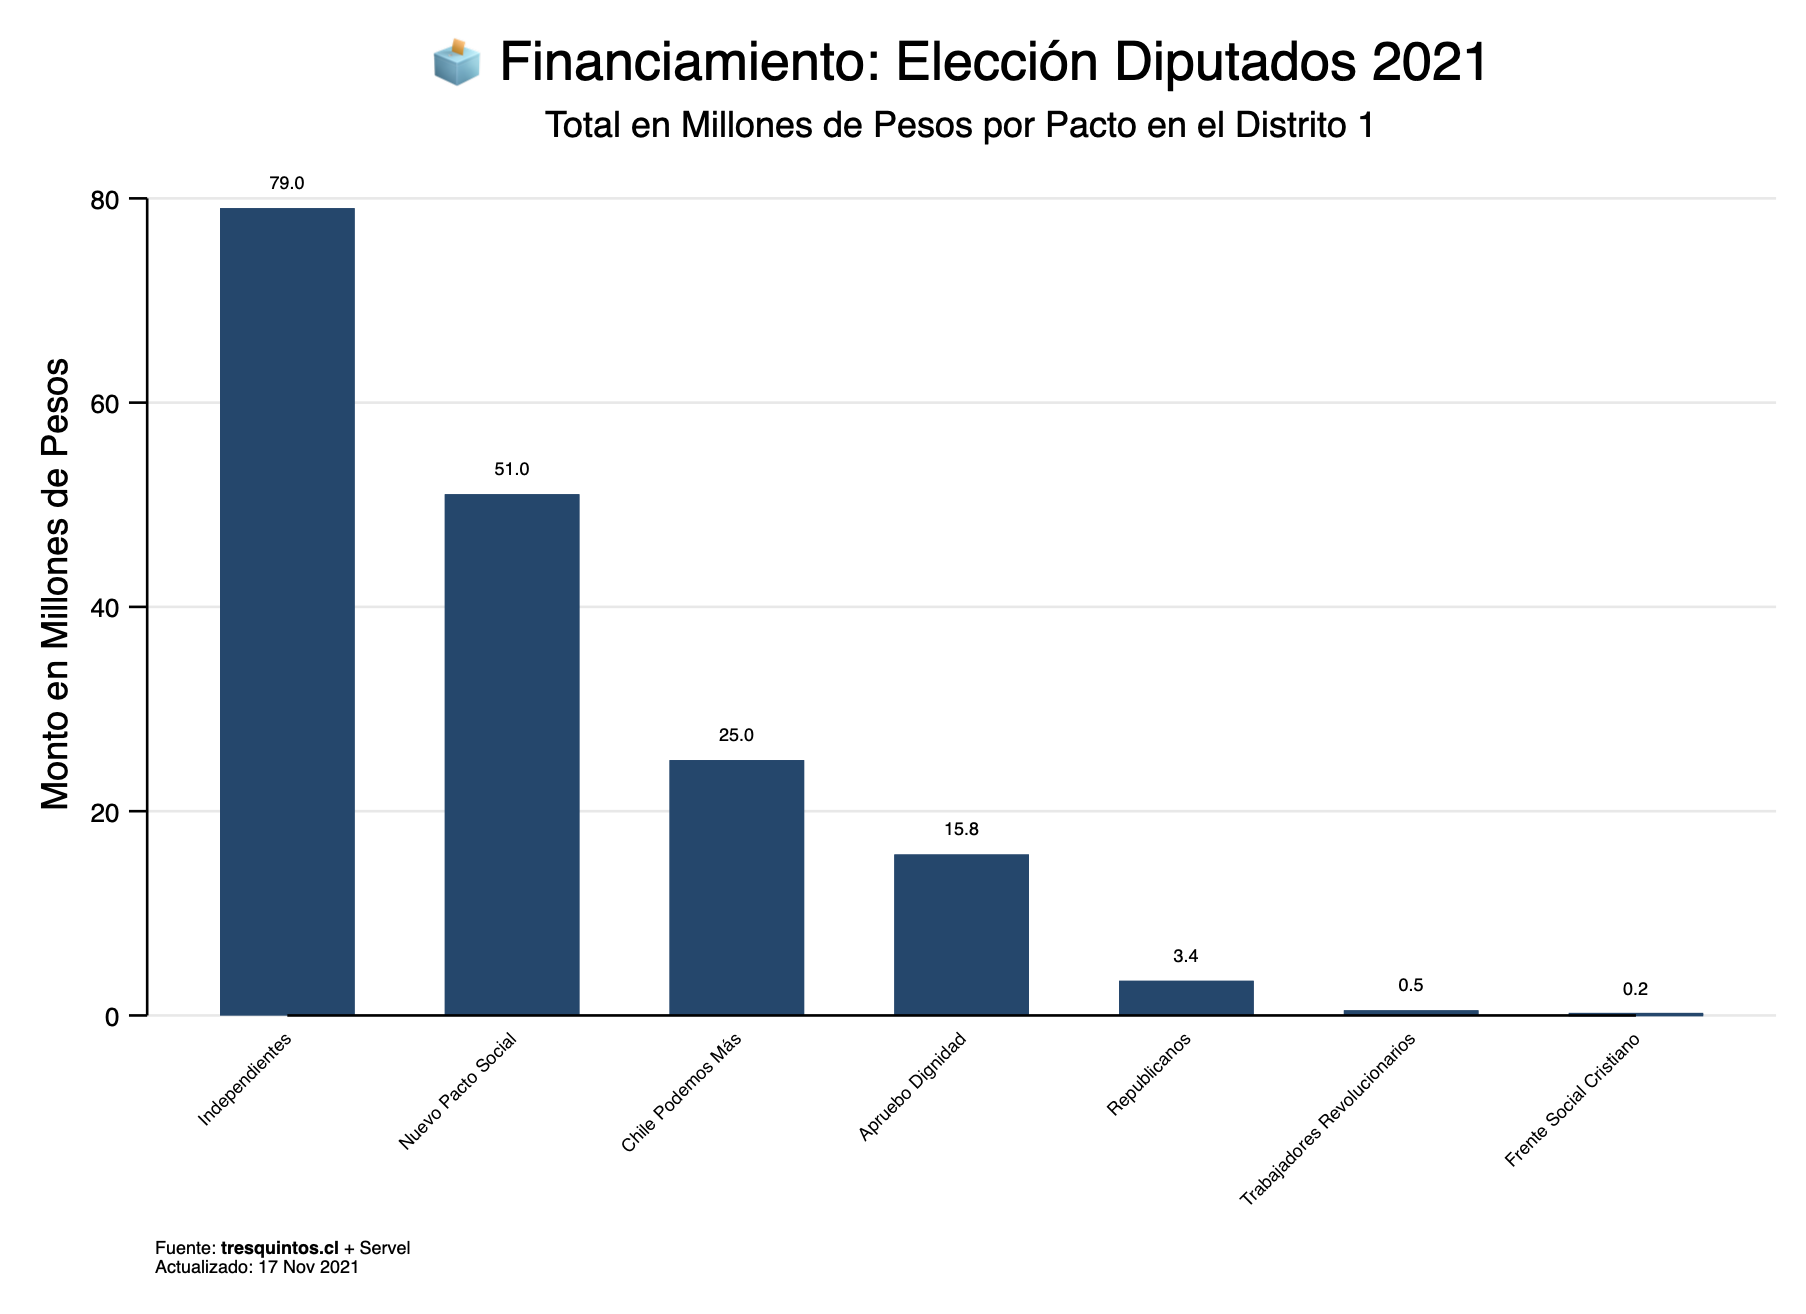 Financiamiento: Elección Diputados 2021
Total en Millones de Pesos por Pacto en el Distrito 1
Monto en Millones de Pesos
80
60
40
20
0
79.0
51.0
25.0
15.8
3.4
0.5
0.2
Independientes
Nuevo Pacto Social
Chile Podemos Más
Apruebo Dignidad
Republicanos
Trabajadores Revolucionarios
Frente Social Cristiano
Fuente: tresquintos.cl + Servel
Actualizado: 17 Nov 2021